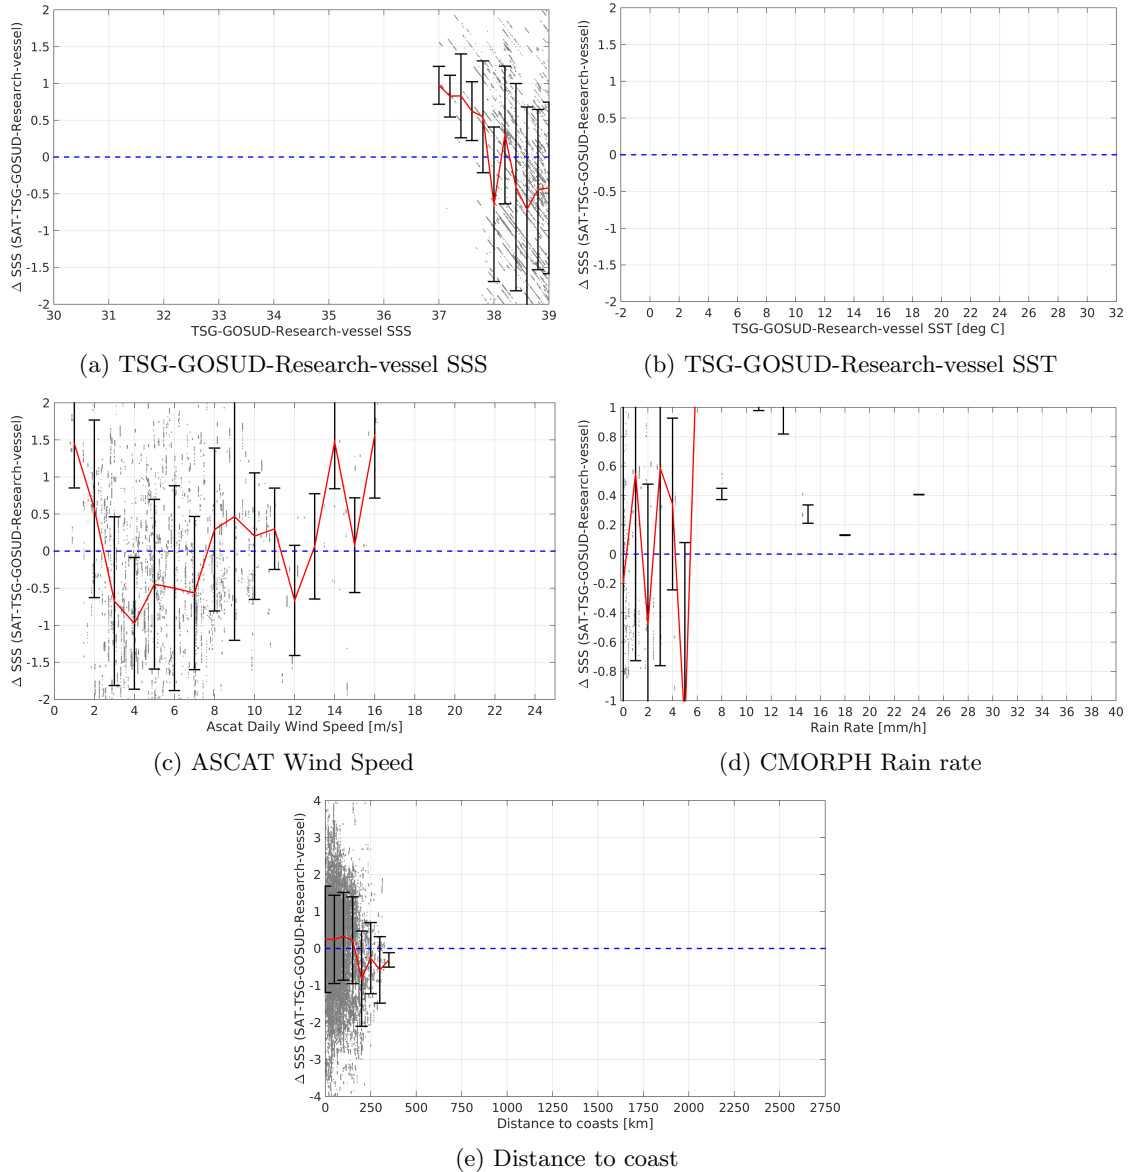 Δ SSS (SAT-TSG-GOSUD-Research-vessel)
2
1.5
1
0.5
0
-0.5
-1
-1.5
-2
30 31 32 33 34 35 36 37 38 39
TSG-GOSUD-Research-vessel SSS
(a) TSG-GOSUD-Research-vessel SSS
Δ SSS (SAT-TSG-GOSUD-Research-vessel)
2
1.5
1
0.5
0
-0.5
-1
-1.5
-2
-2 0 2 4 6 8 10 12 14 16 18 20 22 24 26 28 30 32
TSG-GOSUD-Research-vessel SST [deg C]
(b) TSG-GOSUD-Research-vessel SST
Δ SSS (SAT-TSG-GOSUD-Research-vessel)
2
1.5
1
0.5
0
-0.5
-1
-1.5
-2
0 2 4 6 8 10 12 14 16 18 20 22 24
Ascat Daily Wind Speed [m/s]
(c) ASCAT Wind Speed
Δ SSS (SAT-TSG-GOSUD-Research-vessel)
1
0.8
0.6
0.4
0.2
0
-0.2
-0.4
-0.6
-0.8
-1
0 2 4 6 8 10 12 14 16 18 20 22 24 26 28 30 32 34 36 38 40
Rain Rate [mm/h]
(d) CMORPH Rain rate
Δ SSS (SAT-TSG-GOSUD-Research-vessel)
4
3
2
1
0
-1
-2
-3
-4
0 250 500 750 1000 1250 1500 1750 2000 2250 2500 2750
Distance to coasts [km]
(e) Distance to coast